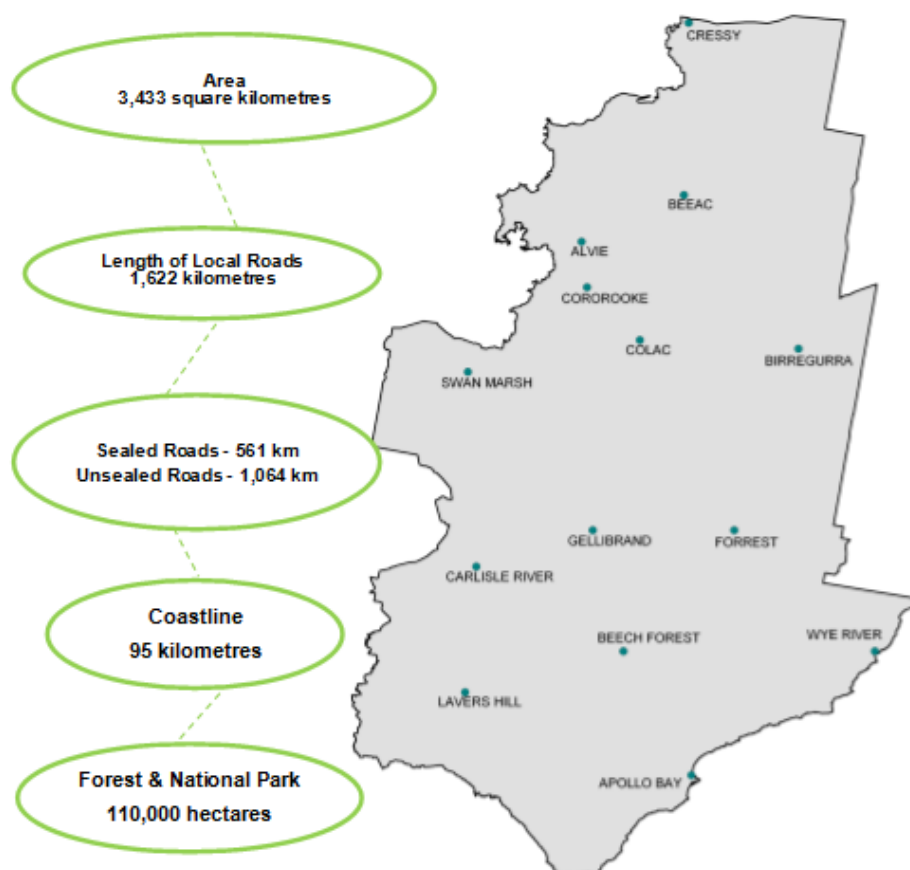 Area
3,433 square kilometres
Length of Local Roads
1,622 kilometres
Sealed Roads - 561 km
Unsealed Roads - 1,064 km
Coastline
95 kilometres
Forest & National Park
110,000 hectares
CRESSY
BEEAC
ALVIE
COROROOKE
COLAC
BIRREGURRA
SWAN MARSH
GELLIBRAND
FORREST
CARLISLE RIVER
BEECH FOREST
WYE RIVER
LAVERS HILL
APOLLO BAY